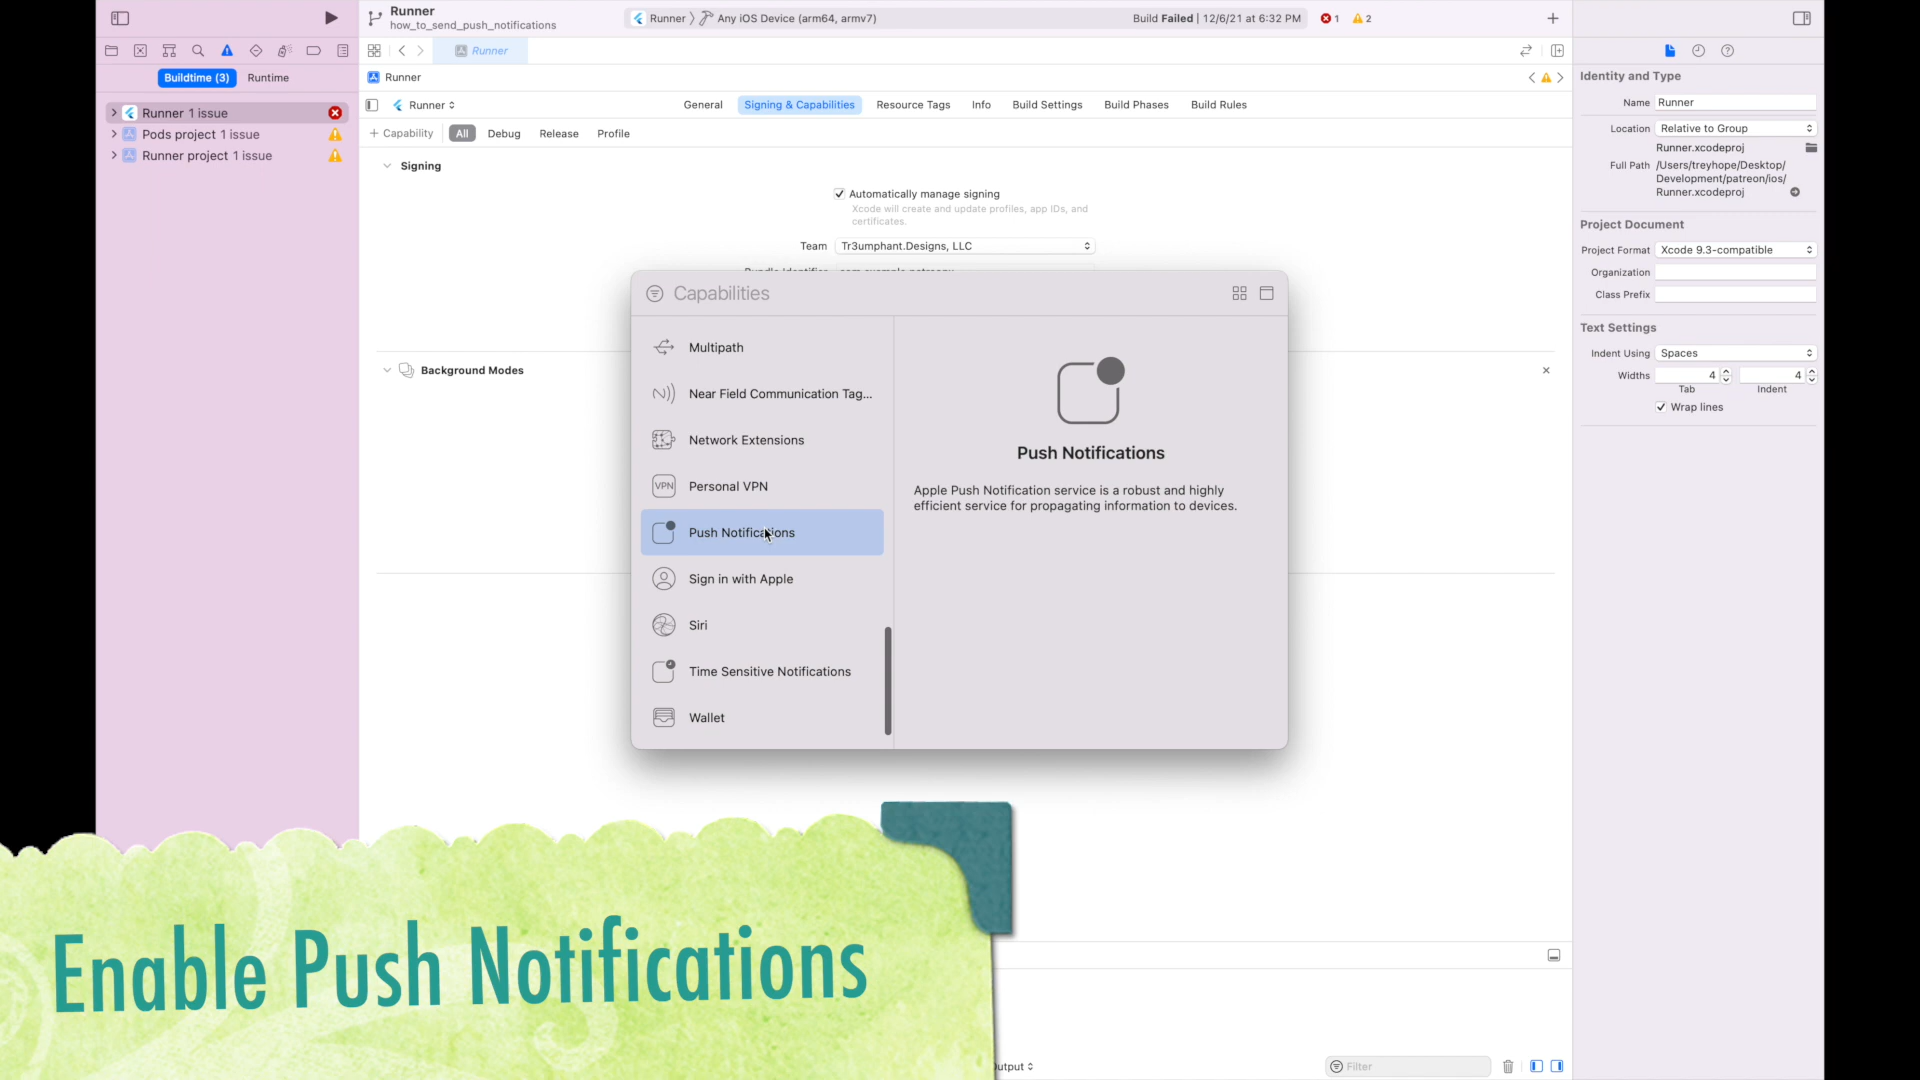 Runner
how_to_send_push_notifications
Runner
Any iOS Device (arm64, armv7)
Build Failed | 12/6/21 at 6:32 PM
1
2
Runner
Buildtime (3)
Runtime
Runner
Runner 1 issue
Pods project 1 issue
Runner project 1 issue
Runner
General
Signing & Capabilities
Resource Tags
Info
Build Settings
Build Phases
Build Rules
+ Capability
All
Debug
Release
Profile
Signing
Automatically manage signing
Xcode will create and update profiles, app IDs, and
certificates.
Team
Tr3umphant.Designs, LLC
Background Modes
Capabilities
Multipath
Near Field Communication Tag...
Network Extensions
VPN
Personal VPN
Push Notifications
Sign in with Apple
Siri
Time Sensitive Notifications
Wallet
Push Notifications
Apple Push Notification service is a robust and highly
efficient service for propagating information to devices.
Identity and Type
Name
Runner
Location
Relative to Group
Runner.xcodeproj
Full Path
/Users/treyhope/Desktop/
Development/patreon/ios/
Runner.xcodeproj
Project Document
Project Format
Xcode 9.3-compatible
Organization
Class Prefix
Text Settings
Indent Using
Spaces
Widths
4
4
Tab
Indent
Wrap lines
Filter
Enable Push Notifications